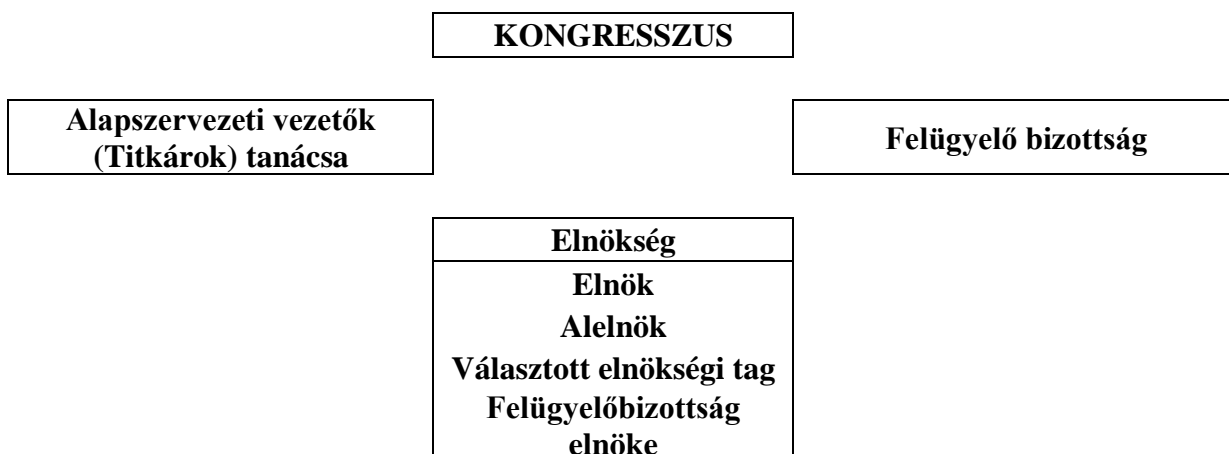 KONGRESSZUS
Alapszervezeti vezetők
(Titkárok) tanácsa
Felügyelő bizottság
Elnökség
Elnök
Alelnök
Választott elnökségi tag
Felügyelőbizottság
elnöke